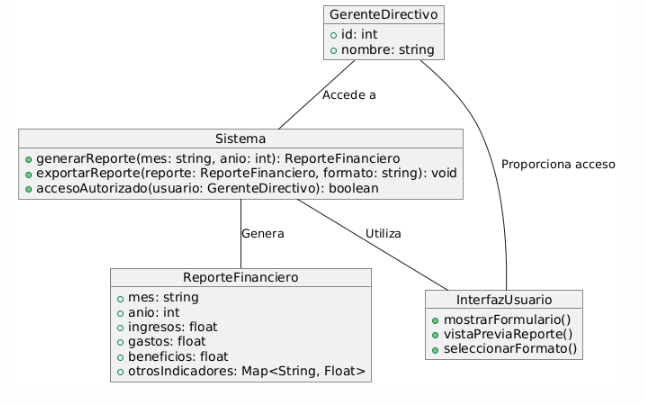 GerenteDirectivo
id: int
nombre: string
Accede a
Proporciona acceso
Sistema
generarReporte(mes: string, anio: int): ReporteFinanciero
exportarReporte(reporte: ReporteFinanciero, formato: string): void
accesoAutorizado(usuario: GerenteDirectivo): boolean
Genera
Utiliza
ReporteFinanciero
mes: string
anio: int
ingresos: float
gastos: float
beneficios: float
otrosIndicadores: Map<String, Float>
InterfazUsuario
mostrarFormulario()
vistaPreviaReporte()
seleccionarFormato()